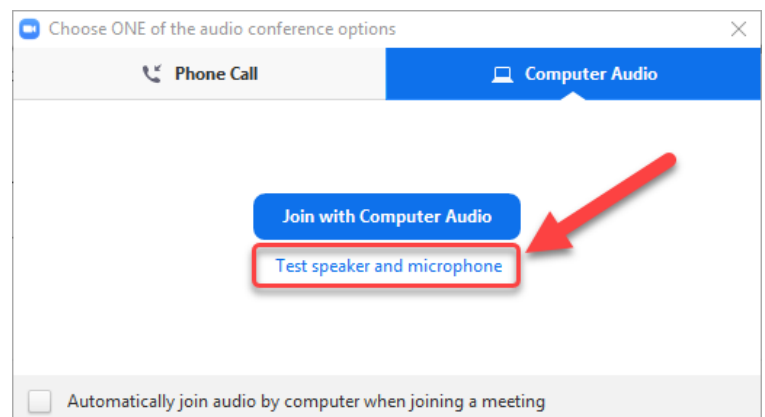 Choose ONE of the audio conference options
Phone Call
Computer Audio
Join with Computer Audio
Test speaker and microphone
Automatically join audio by computer when joining a meeting